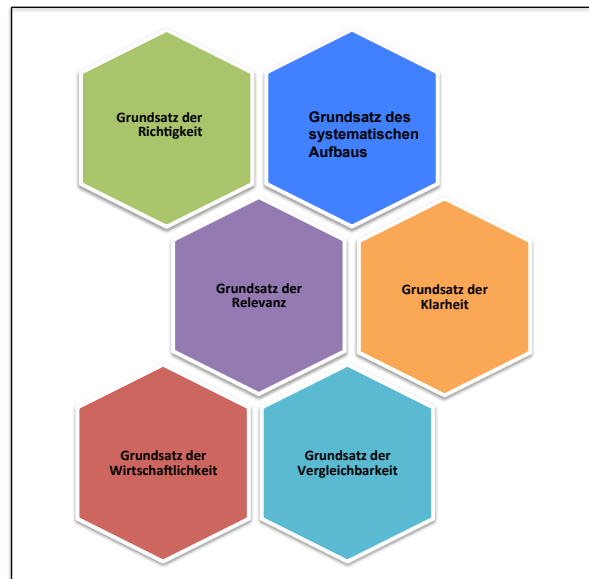 Grundsatz der
Richtigkeit
Grundsatz des
systematischen
Aufbaus
Grundsatz der
Relevanz
Grundsatz der
Klarheit
Grundsatz der
Wirtschaftlichkeit
Grundsatz der
Vergleichbarkeit